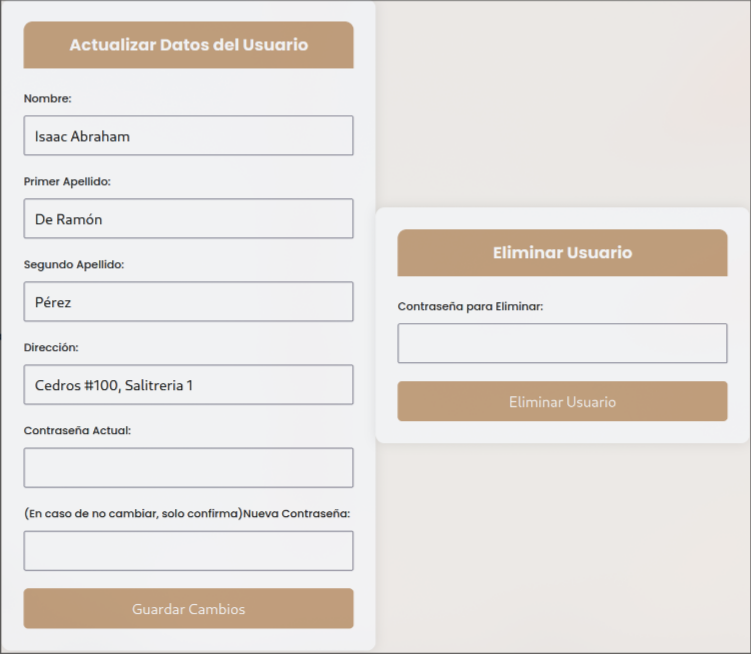 Actualizar Datos del Usuario
Nombre:
Isaac Abraham
Primer Apellido:
De Ramón
Segundo Apellido:
Pérez
Dirección:
Cedros #100, Salitreria 1
Contraseña Actual:
(En caso de no cambiar, solo confirma)Nueva Contraseña:
Guardar Cambios
Eliminar Usuario
Contraseña para Eliminar:
Eliminar Usuario